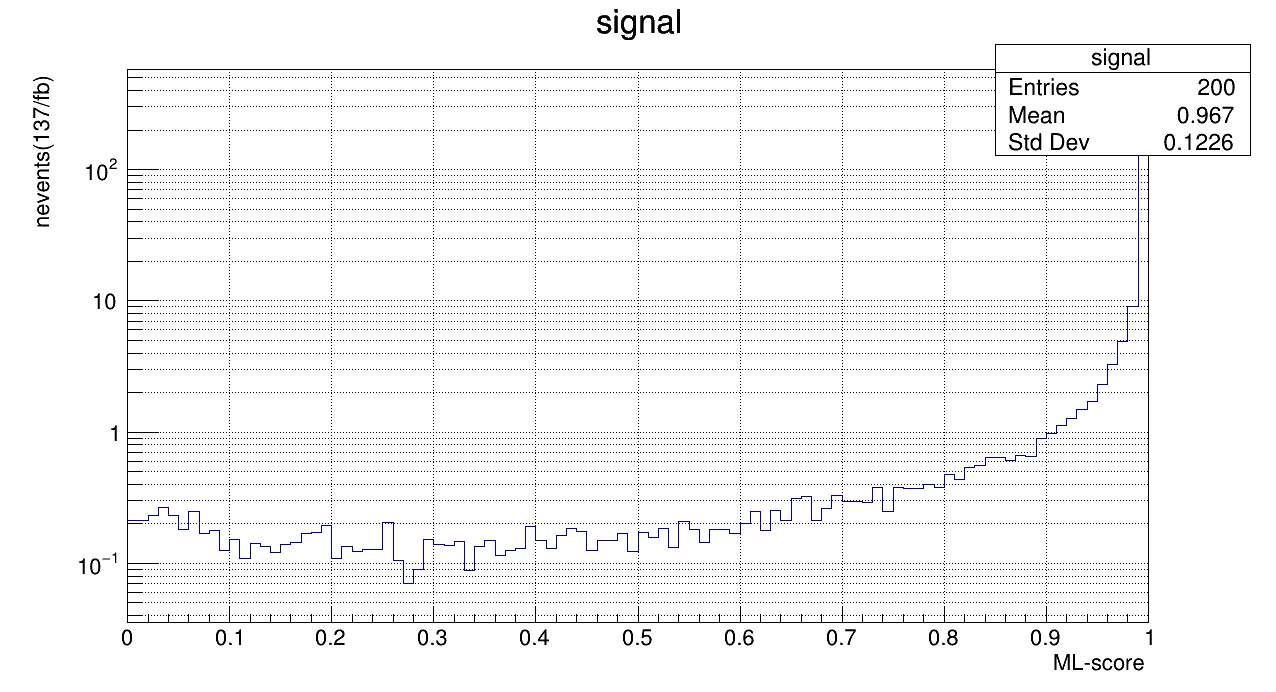 signal
nevents(137/fb)
signal
Entries 200
Mean 0.967
Std Dev 0.1226
10²
10
1
10⁻¹
0 0.1 0.2 0.3 0.4 0.5 0.6 0.7 0.8 0.9 1
ML-score